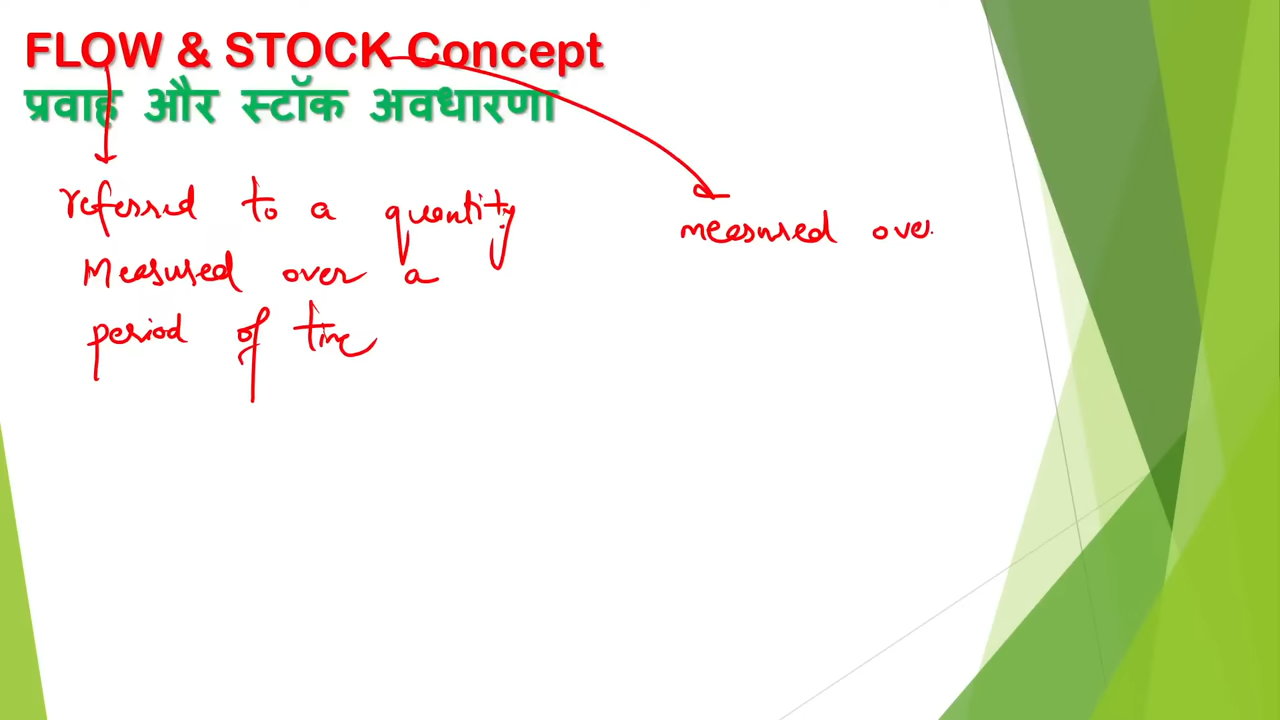 FLOW & STOCK Concept
प्रवाह और स्टॉक अवधारणा
referred to a quantity
Measured over a
period of time
measured over